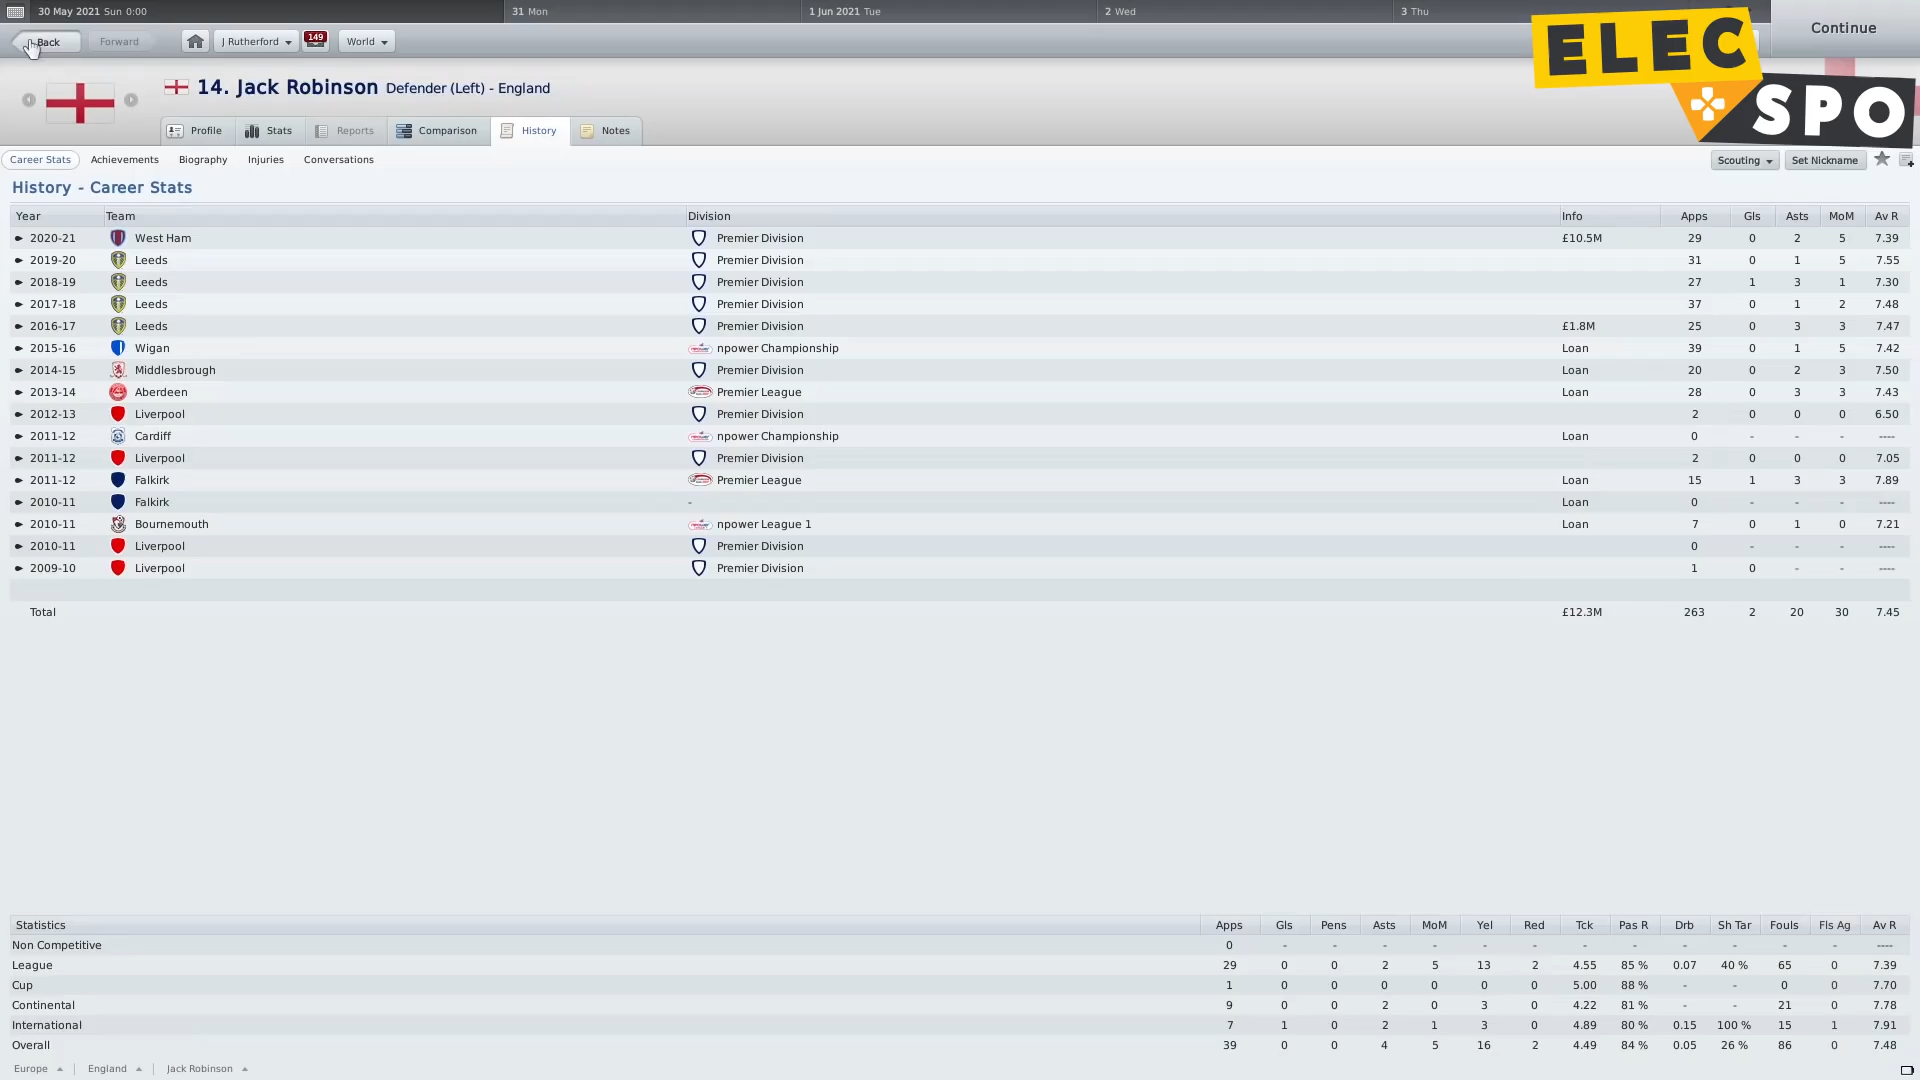 30 May 2021 Sun 0:00 31 Mon 1 Jun 2021 Tue 2 Wed 3 Thu
Back Forward J Rutherford 149 World Continue
ELEC SPO
14. Jack Robinson Defender (Left) - England
Profile Stats Reports Comparison History Notes
Career Stats Achievements Biography Injuries Conversations Scouting Set Nickname
History - Career Stats
Year Team Division Info Apps Gls Asts MoM Av R
2020-21 West Ham Premier Division £10.5M 29 0 2 5 7.39
2019-20 Leeds Premier Division 31 0 1 5 7.55
2018-19 Leeds Premier Division 27 1 3 1 7.30
2017-18 Leeds Premier Division 37 0 1 2 7.48
2016-17 Leeds Premier Division £1.8M 25 0 3 3 7.47
2015-16 Wigan npower Championship Loan 39 0 1 5 7.42
2014-15 Middlesbrough Premier Division Loan 20 0 2 3 7.50
2013-14 Aberdeen Premier League Loan 28 0 3 3 7.43
2012-13 Liverpool Premier Division 2 0 0 0 6.50
2011-12 Cardiff npower Championship Loan 0 - - - ----
2011-12 Liverpool Premier Division 2 0 0 0 7.05
2011-12 Falkirk Premier League Loan 15 1 3 3 7.89
2010-11 Falkirk - Loan 0 - - - ----
2010-11 Bournemouth npower League 1 Loan 7 0 1 0 7.21
2010-11 Liverpool Premier Division 0 - - - ----
2009-10 Liverpool Premier Division 1 0 - - ----
Total £12.3M 263 2 20 30 7.45
Statistics Apps Gls Pens Asts MoM Yel Red Tck Pas R Drb Sh Tar Fouls Fls Ag Av R
Non Competitive 0 - - - - - - - - - - - - ----
League 29 0 0 2 5 13 2 4.55 85 % 0.07 40 % 65 0 7.39
Cup 1 0 0 0 0 0 0 5.00 88 % - - 0 0 7.70
Continental 9 0 0 2 0 3 0 4.22 81 % - - 21 0 7.78
International 7 1 0 2 1 3 0 4.89 80 % 0.15 100 % 15 1 7.91
Overall 39 0 0 4 5 16 2 4.49 84 % 0.05 26 % 86 0 7.48
Europe England Jack Robinson